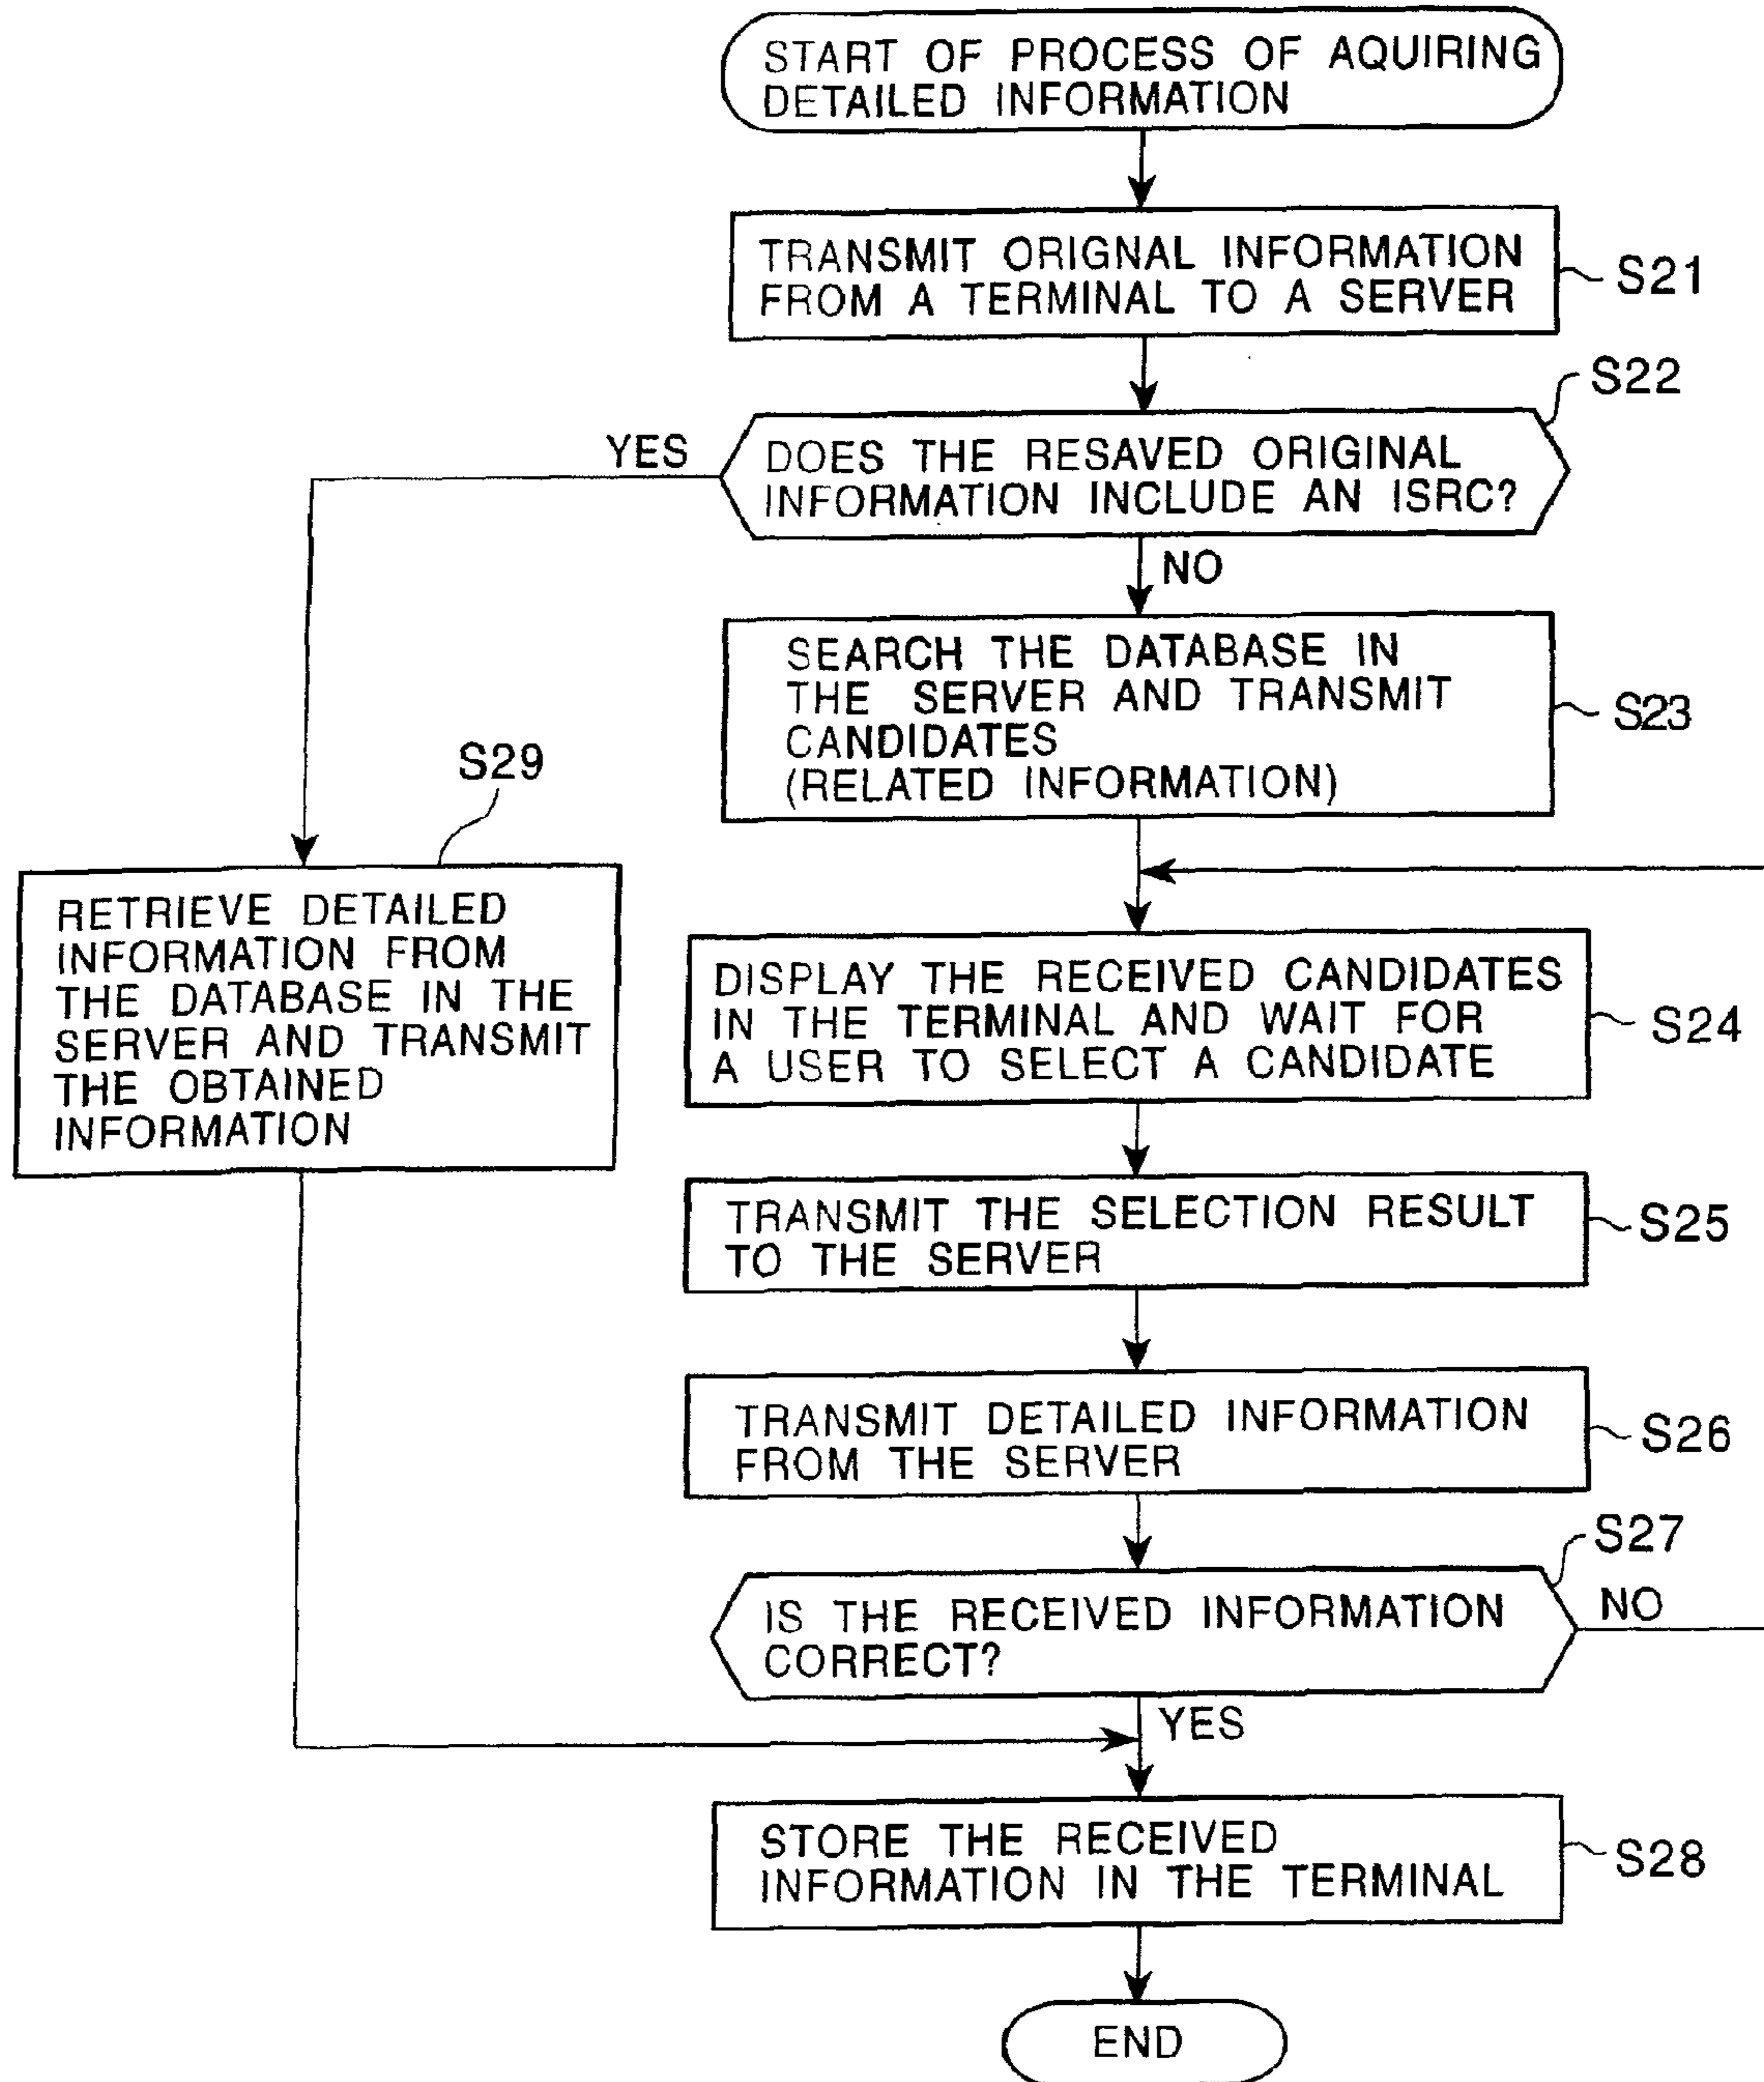 START OF PROCESS OF AQUIRING
DETAILED INFORMATION
TRANSMIT ORIGNAL INFORMATION
FROM A TERMINAL TO A SERVER
S21
S22
YES
DOES THE RESAVED ORIGINAL
INFORMATION INCLUDE AN ISRC?
NO
SEARCH THE DATABASE IN
THE SERVER AND TRANSMIT
CANDIDATES
(RELATED INFORMATION)
S23
S29
RETRIEVE DETAILED
INFORMATION FROM
THE DATABASE IN THE
SERVER AND TRANSMIT
THE OBTAINED
INFORMATION
DISPLAY THE RECEIVED CANDIDATES
IN THE TERMINAL AND WAIT FOR
A USER TO SELECT A CANDIDATE
S24
TRANSMIT THE SELECTION RESULT
TO THE SERVER
S25
TRANSMIT DETAILED INFORMATION
FROM THE SERVER
S26
S27
IS THE RECEIVED INFORMATION
CORRECT?
NO
YES
STORE THE RECEIVED
INFORMATION IN THE TERMINAL
S28
END